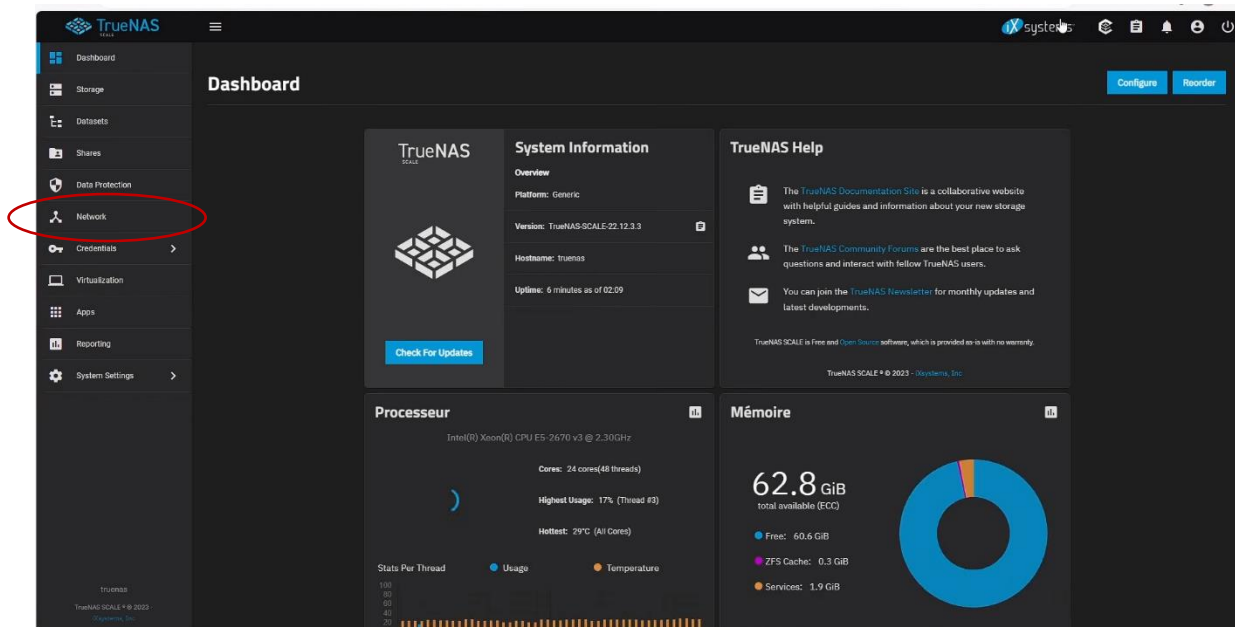 TrueNAS
SCALE
iX systems
Dashboard
Storage
Datasets
Shares
Data Protection
Network
Credentials
Virtualization
Apps
Reporting
System Settings
truenas
TrueNAS SCALE ® © 2023 -
iXsystems, Inc
Dashboard
Configure
Reorder
TrueNAS
SCALE
Check For Updates
System Information
Overview
Platform: Generic
Version: TrueNAS-SCALE-22.12.3.3
Hostname: truenas
Uptime: 6 minutes as of 02:09
TrueNAS Help
The TrueNAS Documentation Site is a collaborative website
with helpful guides and information about your new storage
system.
The TrueNAS Community Forums are the best place to ask
questions and interact with fellow TrueNAS users.
You can join the TrueNAS Newsletter for monthly updates and
latest developments.
TrueNAS SCALE is Free and Open Source software, which is provided as-is with no warranty.
TrueNAS SCALE ® © 2023 - iXsystems, Inc
Processeur
Intel(R) Xeon(R) CPU E5-2670 v3 @ 2.30GHz
Cores: 24 cores(48 threads)
Highest Usage: 17% (Thread #3)
Hottest: 29°C (All Cores)
Stats Per Thread
Usage
Temperature
100
80
60
40
20
Mémoire
62.8 GiB
total available (ECC)
Free: 60.6 GiB
ZFS Cache: 0.3 GiB
Services: 1.9 GiB